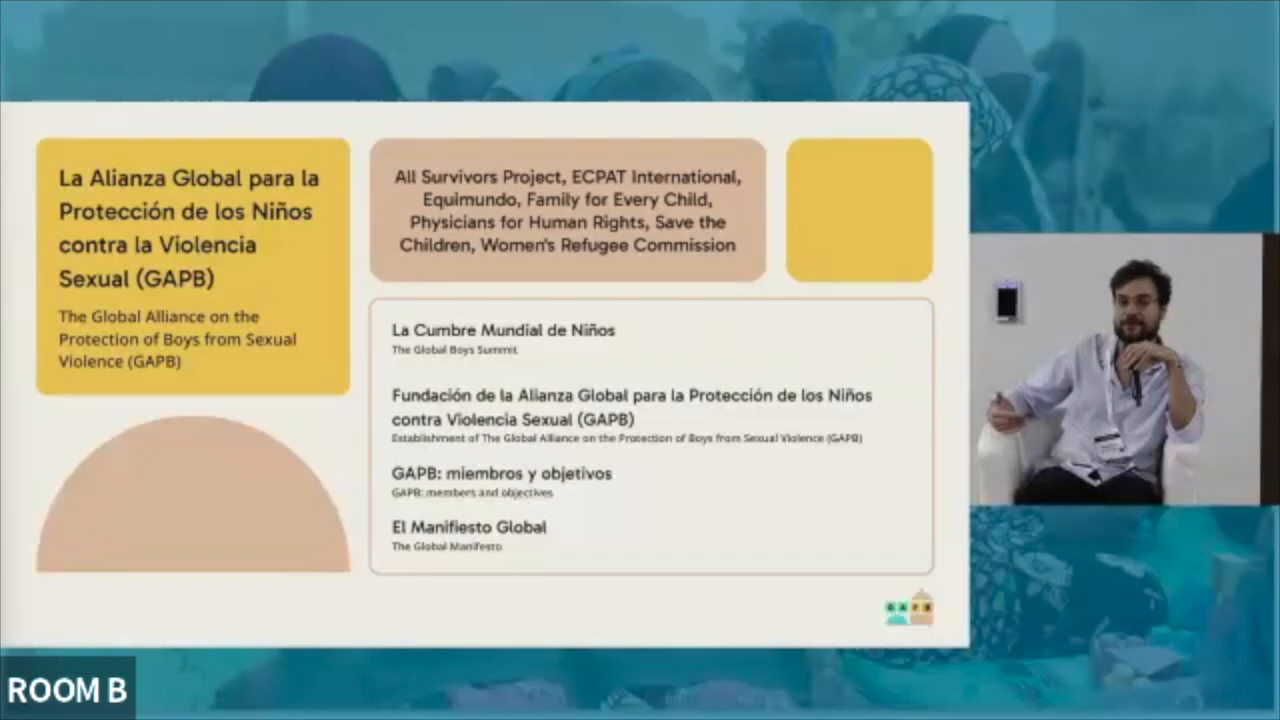 La Alianza Global para la
Protección de los Niños
contra la Violencia
Sexual (GAPB)
The Global Alliance on the
Protection of Boys from Sexual
Violence (GAPB)
All Survivors Project, ECPAT International,
Equimundo, Family for Every Child,
Physicians for Human Rights, Save the
Children, Women's Refugee Commission
La Cumbre Mundial de Niños
The Global Boys Summit
Fundación de la Alianza Global para la Protección de los Niños
contra Violencia Sexual (GAPB)
Establishment of The Global Alliance on the Protection of Boys from Sexual Violence (GAPB)
GAPB: miembros y objetivos
GAPB: members and objectives
El Manifiesto Global
The Global Manifesto
GAPB
ROOM B